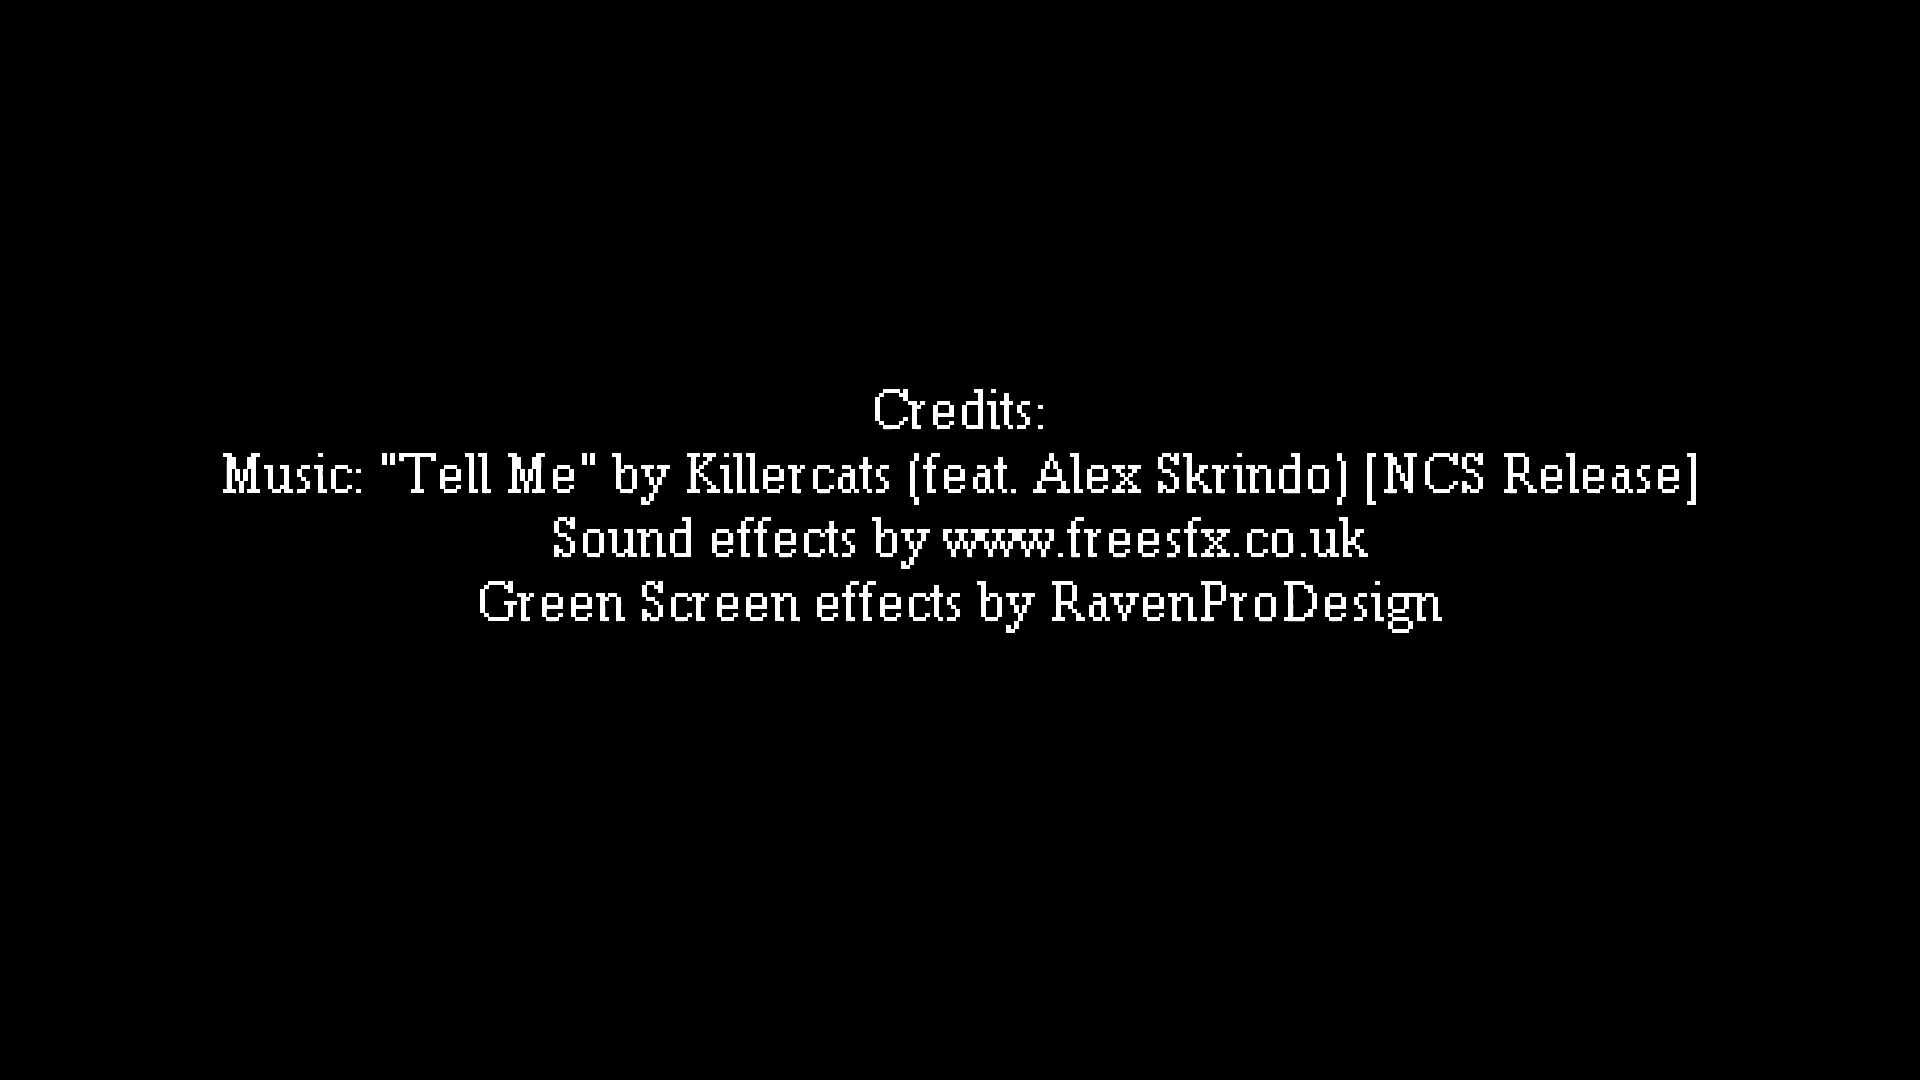 Credits:
Music: "Tell Me" by Killercats (feat. Alex Skrindo) [NCS Release]
Sound effects by www.freesfx.co.uk
Green Screen effects by RavenProDesign